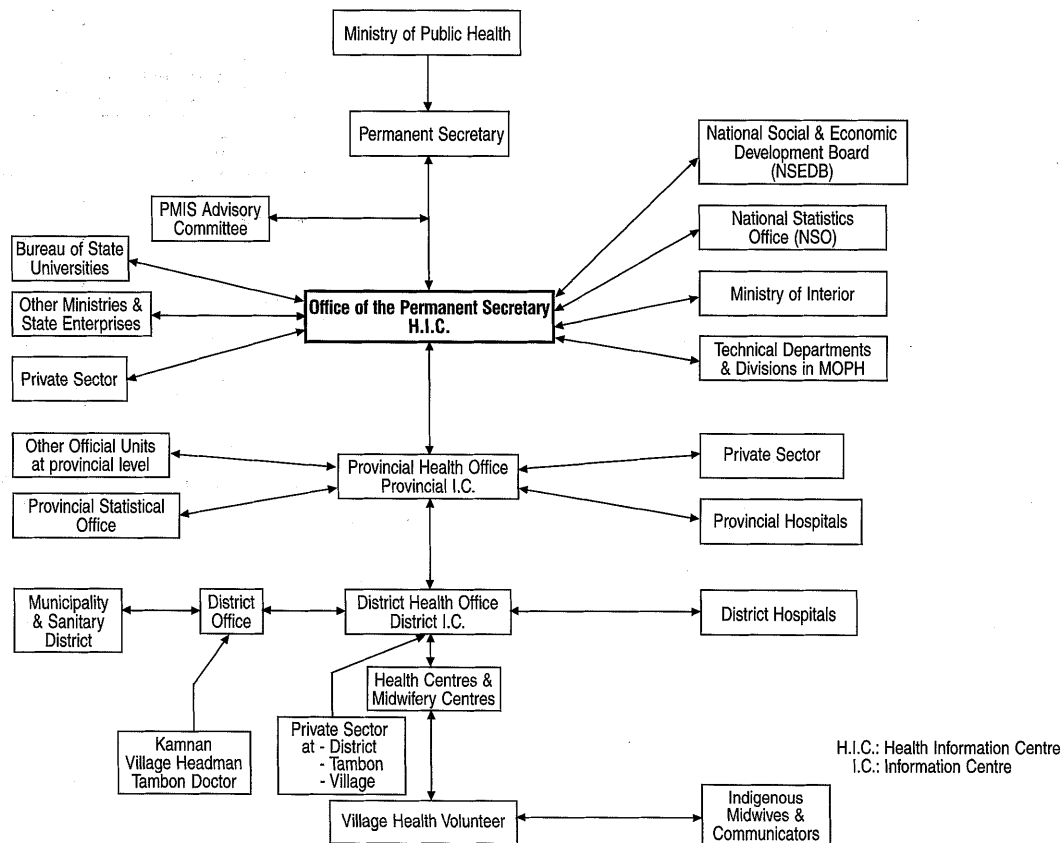 Ministry of Public Health
Permanent Secretary
National Social & Economic
Development Board
(NSEDB)
PMIS Advisory
Committee
National Statistics
Office (NSO)
Bureau of State
Universities
Other Ministries &
State Enterprises
Office of the Permanent Secretary
H.I.C.
Ministry of Interior
Private Sector
Technical Departments
& Divisions in MOPH
Other Official Units
at provincial level
Provincial Health Office
Provincial I.C.
Private Sector
Provincial Statistical
Office
Provincial Hospitals
Municipality
& Sanitary
District
District
Office
District Health Office
District I.C.
District Hospitals
Health Centres &
Midwifery Centres
Kamnan
Village Headman
Tambon Doctor
Private Sector
at - District
- Tambon
- Village
H.I.C.: Health Information Centre
I.C.: Information Centre
Village Health Volunteer
Indigenous
Midwives &
Communicators